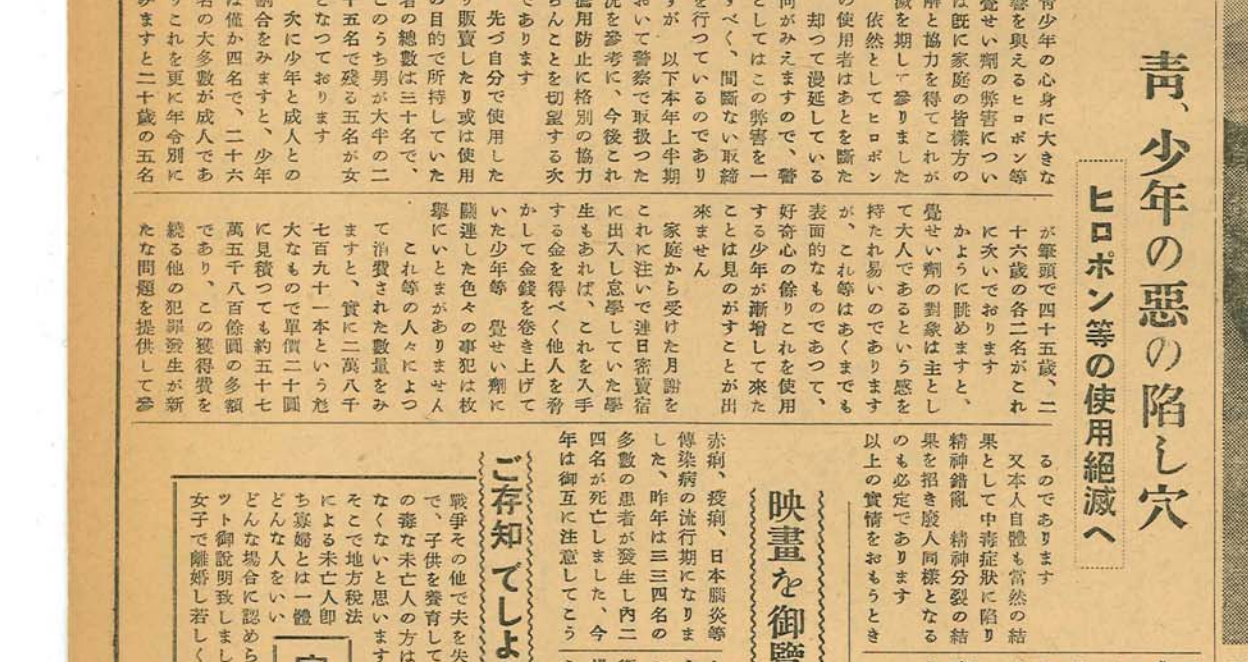 靑、少年の惡の陷し穴
ヒロポン等の使用絕滅へ
靑少年の心身に大きな
影響を與えるヒロポン等
覺せい劑の弊害につい
ては旣に家庭の皆樣方の
理解と協力を得てこれが
絕滅を期して參りました
が 依然としてヒロポン
の使用者はあとを斷た
ず 却つて漫延している
傾向がみえますので、警
察としてはこの弊害を一
すべく、間斷ない取締
を行つているのでありま
すが 以下本年上半期
において警察で取扱つた
狀況を參考に、今後これ
應用防止に格別の協力
らんことを切望する次
であります
先づ自分で使用した
り販賣したり或は使用
の目的で所持していた
者の總數は三十名で、
このうち男が大半の二
十五名で殘る五名が女
となつております
次に少年と成人との
割合をみますと、少年
は僅か四名で、二十六
名の大多數が成人であ
りこれを更に年令別に
みますと二十歲の五名
が筆頭で四十五歲、二
十六歲の各二名がこれ
に次いでおります
かように眺めますと、
覺せい劑の對象は主とし
て大人であるという感を
持たれ易いのであります
が、これ等はあくまでも
表面的なものであつて、
好奇心の餘りこれを使用
する少年が漸增して來た
ことは見のがすことが出
來ません
家庭から受けた月謝を
これに注いで連日密賣宿
に出入し怠學していた學
生もあれば、これを入手
する金を得べく他人を脅
かして金錢を卷き上げて
いた少年等 覺せい劑に
關連した色々の事犯は枚
擧にいとまがありません
これ等の人々によつ
て消費された數量をみ
ますと、實に二萬八千
七百九十一本という尨
大なもので單價二十圓
に見積つても約五十七
萬五千八百餘圓の多額
であり、この獲得費を
繞る他の犯罪發生が新
たな問題を提供して參
るのであります
又本人自體も當然の結
果として中毒症狀に陷り
精神錯亂 精神分裂の結
果を招き廢人同樣となる
のも必定であります
以上の實情をおもうとき
映畫を御覽
赤痢、疫痢、日本腦炎等
傳染病の流行期になりま
した、昨年は三三四名の
多數の患者が發生し內二
四名が死亡しました、今
年は御互に注意してこう
ご存知でしよ
戰爭その他で夫を失
で、子供を養育して
の毒な未亡人の方は
なくないと思います
そこで地方稅法
による未亡人卽
ち寡婦とは一體
どんな人をいい
どんな場合に認めら
ット御說明致しまし
女子で離婚し若しく